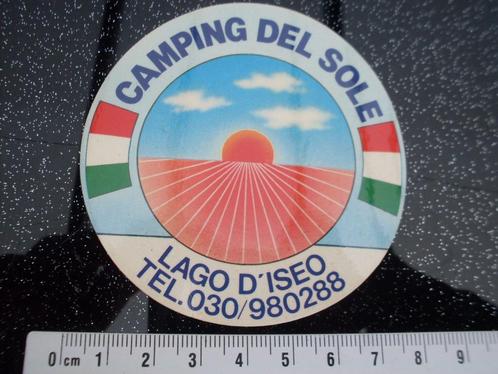 CAMPING DEL SOLE
LAGO D'ISEO
TEL.030/980288
0 cm 1 2 3 4 5 6 7 8 9